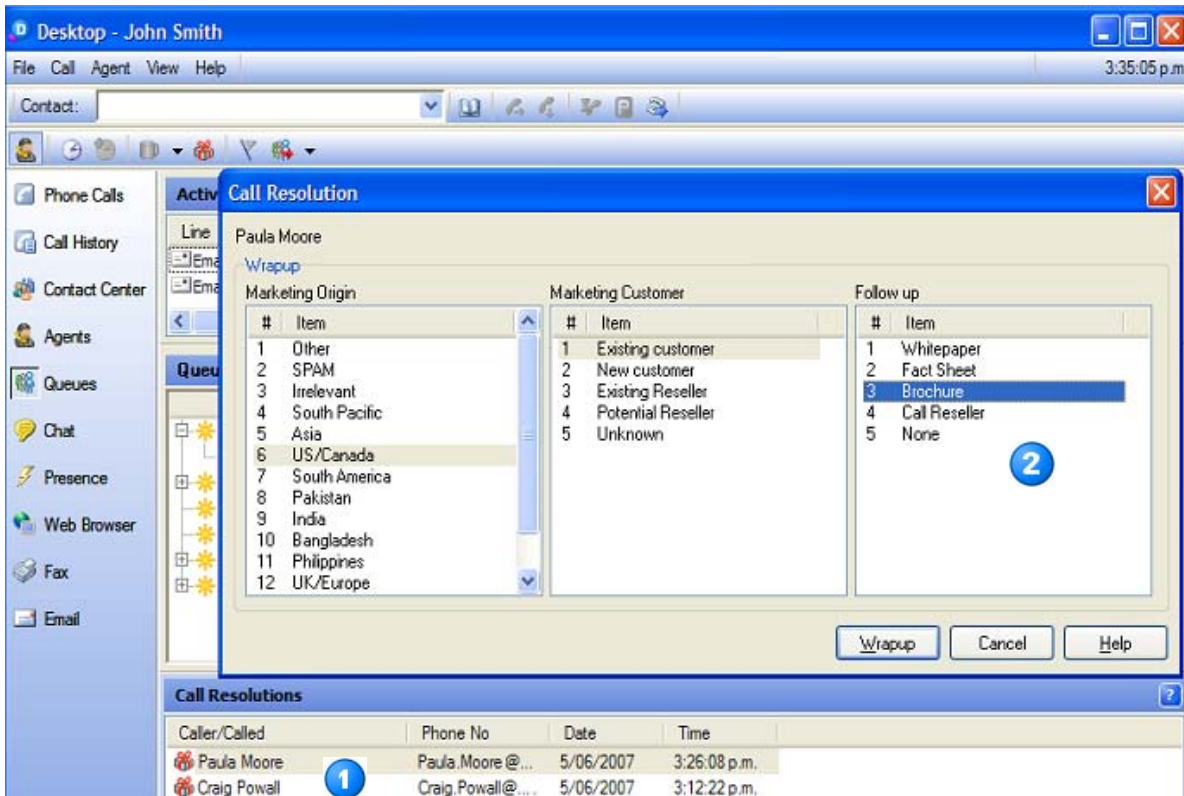 Desktop - John Smith
File Call Agent View Help 3:35:05 p.m
Contact:
Phone Calls
Call History
Contact Center
Agents
Queues
Chat
Presence
Web Browser
Fax
Email
Activ
Line
Ema
Ema
Queu
Call Resolution
Paula Moore
Wrapup
Marketing Origin
# Item
1 Other
2 SPAM
3 Irrelevant
4 South Pacific
5 Asia
6 US/Canada
7 South America
8 Pakistan
9 India
10 Bangladesh
11 Philippines
12 UK/Europe
Marketing Customer
# Item
1 Existing customer
2 New customer
3 Existing Reseller
4 Potential Reseller
5 Unknown
Follow up
# Item
1 Whitepaper
2 Fact Sheet
3 Brochure
4 Call Reseller
5 None
2
Wrapup Cancel Help
Call Resolutions ?
Caller/Called Phone No Date Time
Paula Moore Paula.Moore@... 5/06/2007 3:26:08 p.m.
1
Craig Powall Craig.Powall@.... 5/06/2007 3:12:22 p.m.